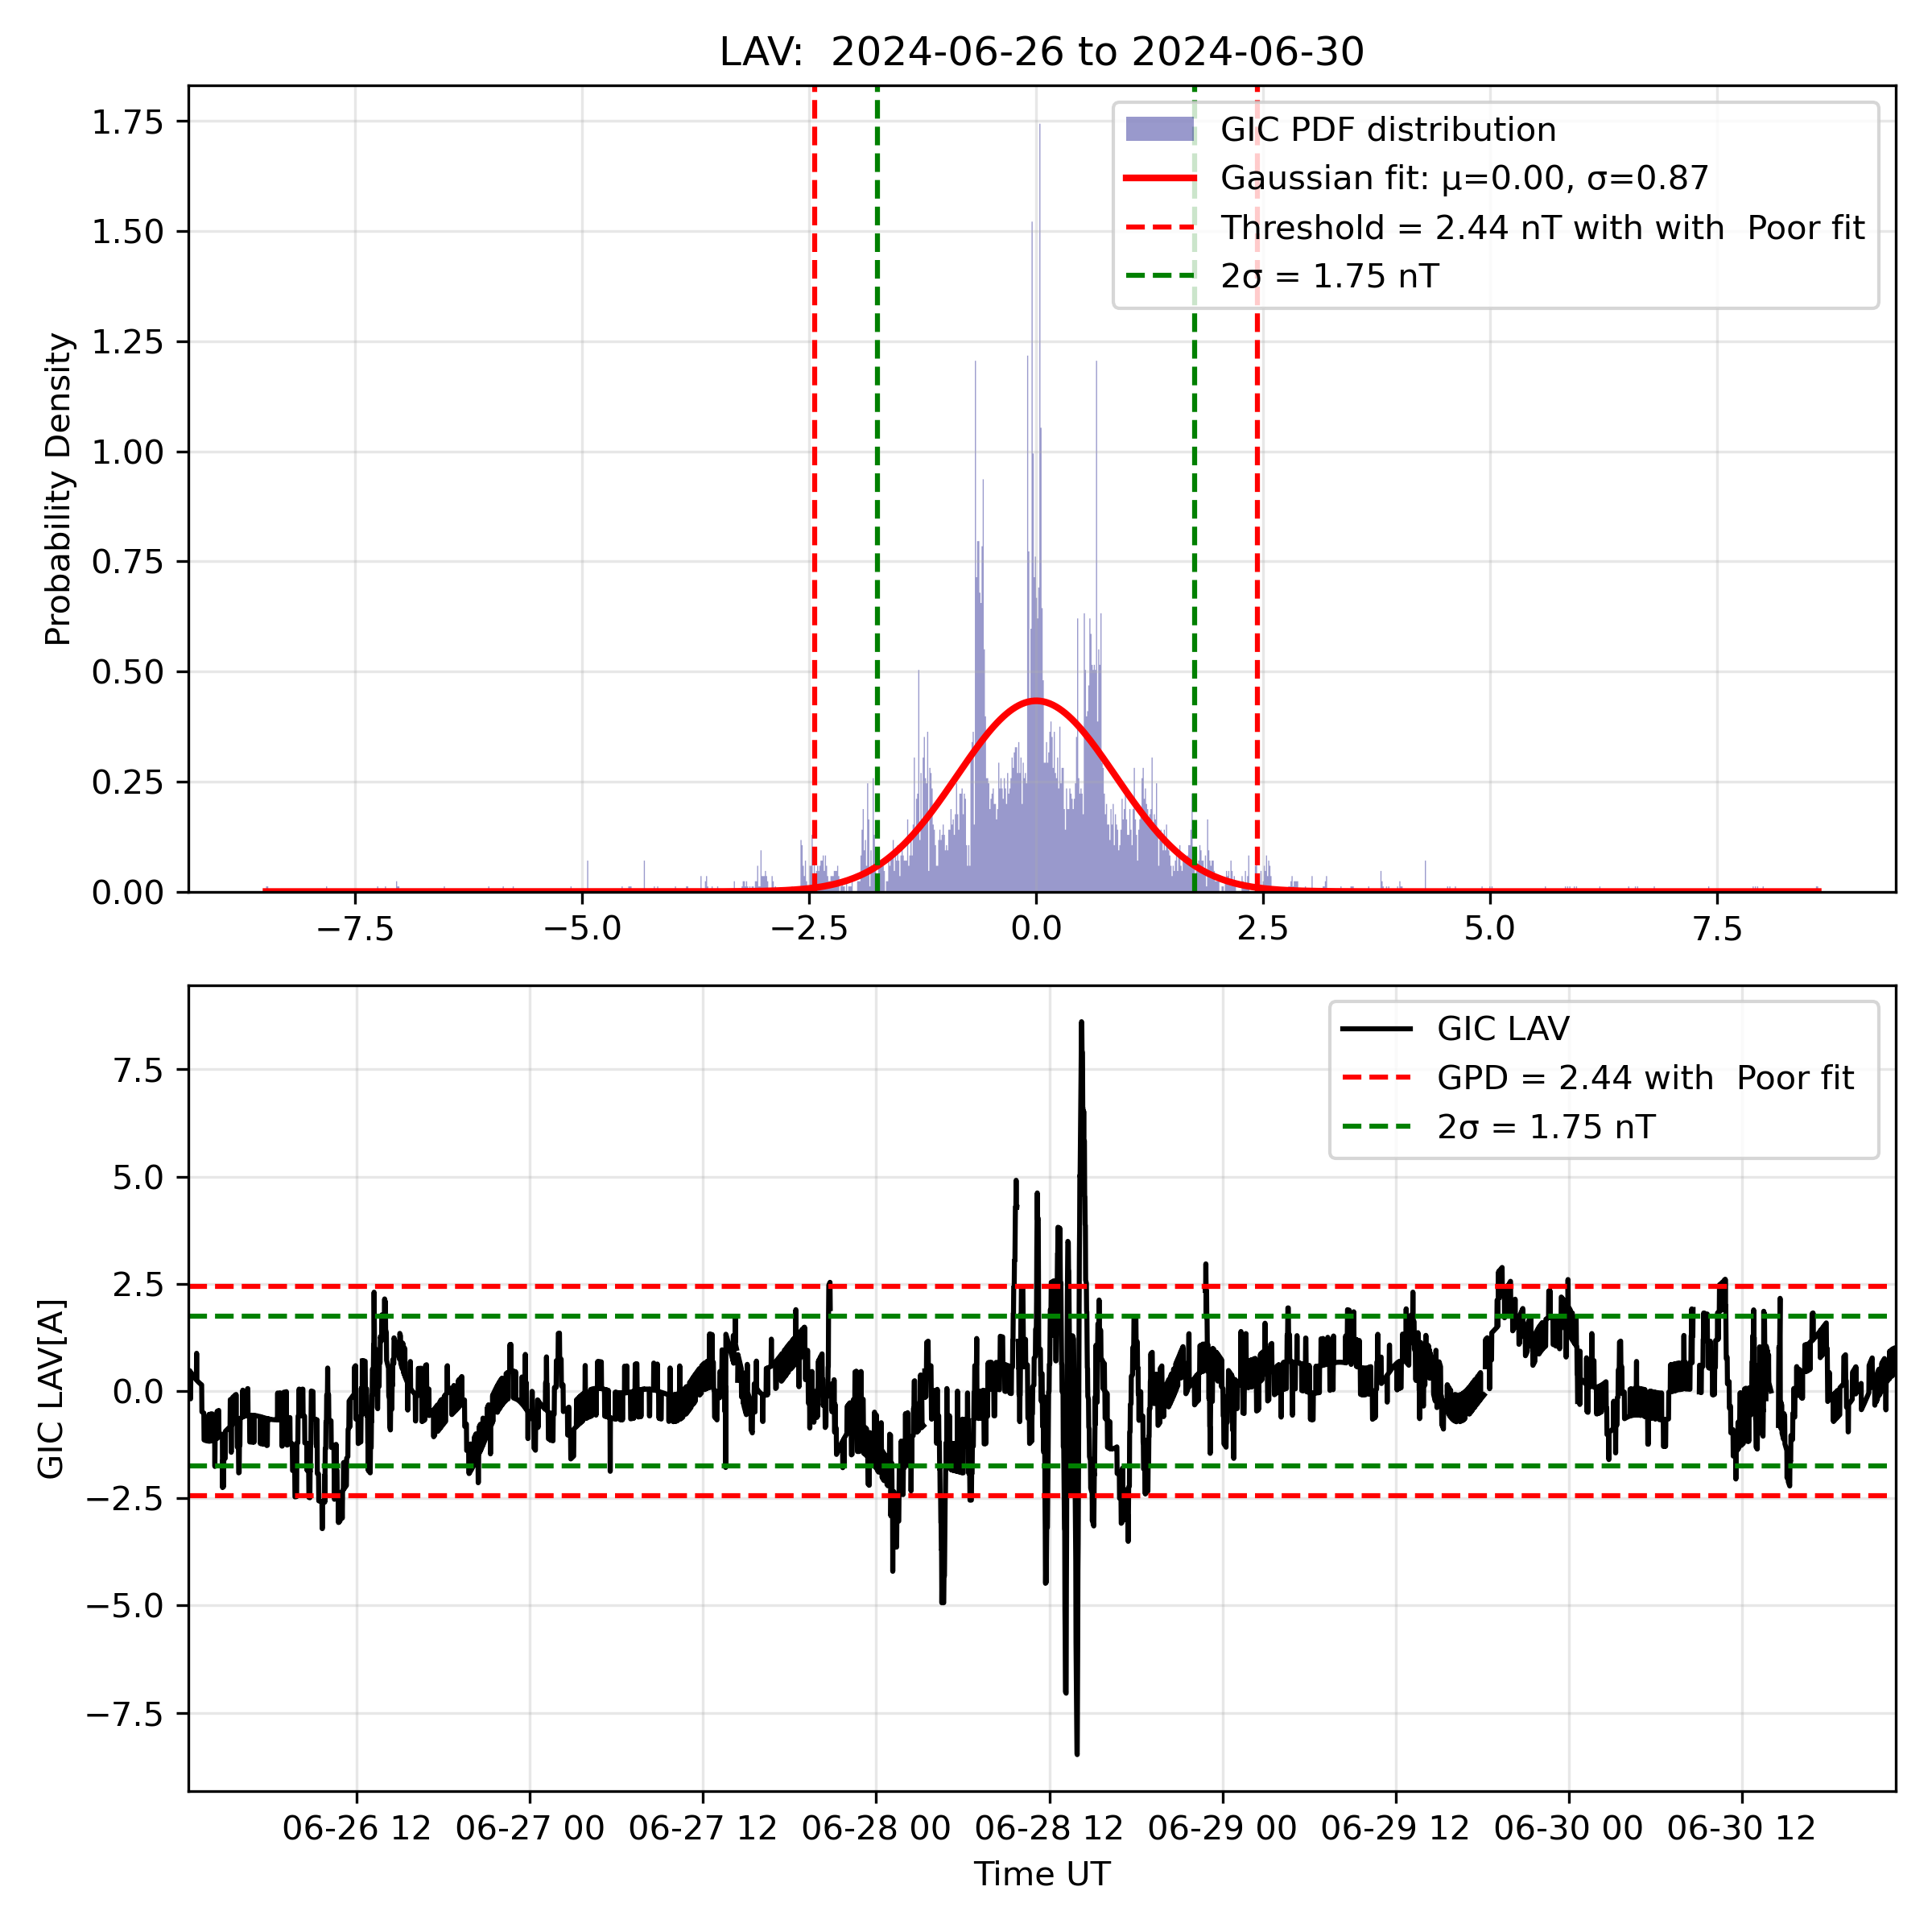 LAV:  2024-06-26 to 2024-06-30
1.75
1.50
1.25
1.00
0.75
0.50
0.25
0.00
Probability Density
GIC PDF distribution
Gaussian fit: μ=0.00, σ=0.87
Threshold = 2.44 nT with with  Poor fit
2σ = 1.75 nT
−7.5 −5.0 −2.5 0.0 2.5 5.0 7.5
7.5
5.0
2.5
0.0
−2.5
−5.0
−7.5
GIC LAV[A]
GIC LAV
GPD = 2.44 with  Poor fit
2σ = 1.75 nT
06-26 12 06-27 00 06-27 12 06-28 00 06-28 12 06-29 00 06-29 12 06-30 00 06-30 12
Time UT